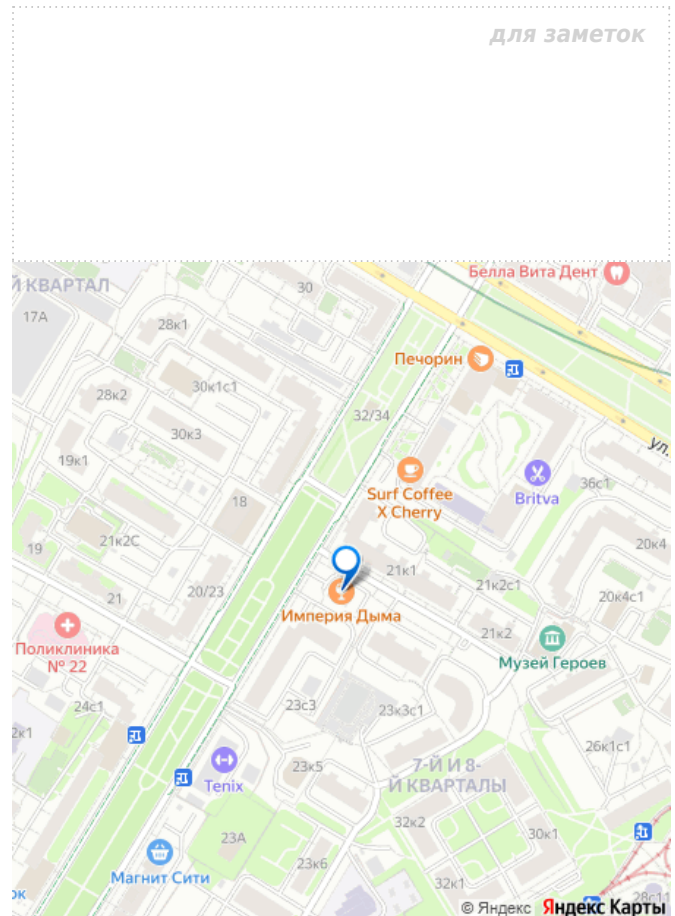 для заметок
Белла Вита Дент
Й КВАРТАЛ
30
17А
28к1
Печорин
30к1с1
28к2
32/34
30к3
ул.
19к1
Surf Coffee
X Cherry
Britva
36с1
18
21к2С
20к4
19
21к1
21к2с1
20/23
21
20к4с1
Империя Дыма
Поликлиника
№ 22
21к2
Музей Героев
24с1
23с3
23к3с1
2к1
26к1с1
Tenix
23к5
7-Й И 8-
Й КВАРТАЛЫ
32к2
30к1
23А
Магнит Сити
23к6
32к1
28с11
ок
© Яндекс Яндекс Карты